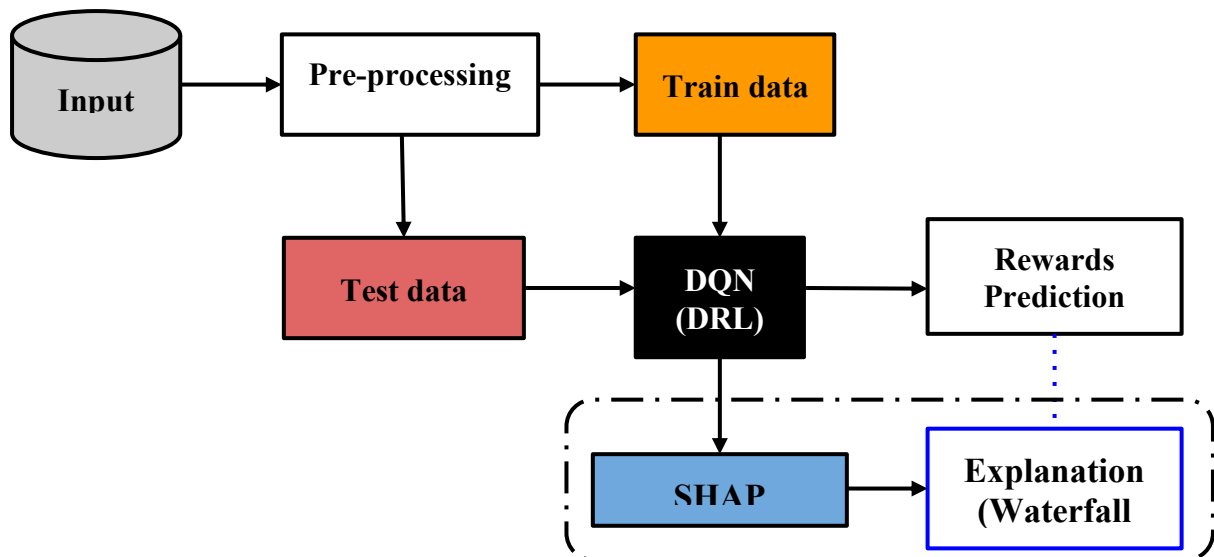 Input
Pre-processing
Train data
Test data
DQN
(DRL)
Rewards
Prediction
SHAP
Explanation
(Waterfall